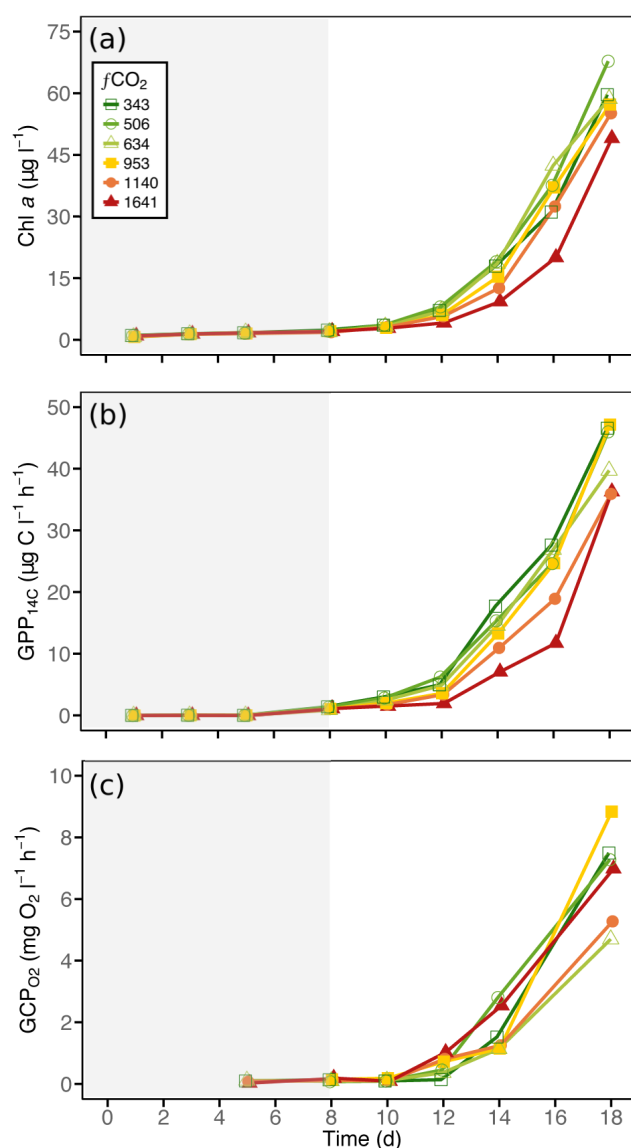 (a)
Chl a (µg l⁻¹)
75
60
45
30
15
0
fCO₂
343
506
634
953
1140
1641
(b)
GPP₁₄C (µg C l⁻¹ h⁻¹)
50
40
30
20
10
0
(c)
GCP_O2 (mg O₂ l⁻¹ h⁻¹)
10
8
6
4
2
0
0 2 4 6 8 10 12 14 16 18
Time (d)